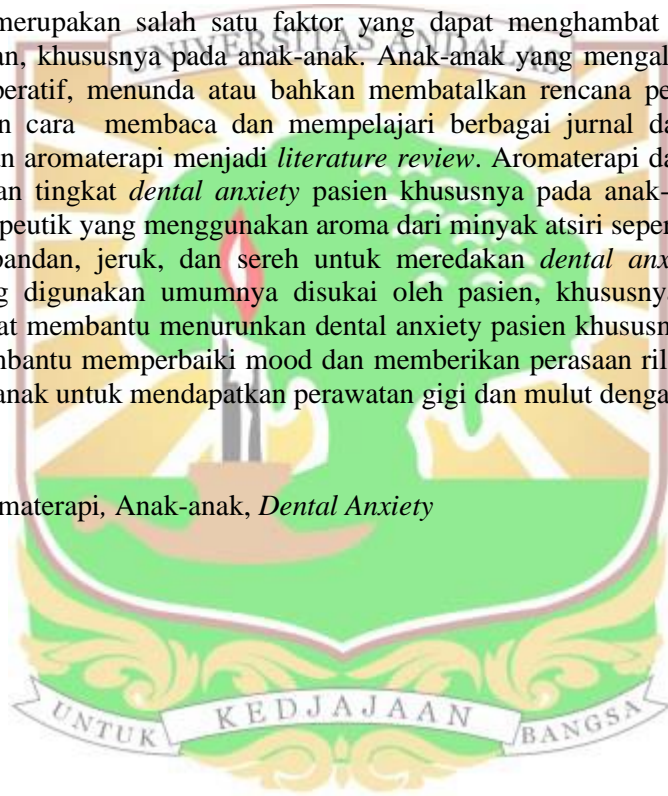 merupakan salah satu faktor yang dapat menghambat
UNIVERSITAS ANDALAS
an, khususnya pada anak-anak. Anak-anak yang mengal
peratif, menunda atau bahkan membatalkan rencana pe
n cara membaca dan mempelajari berbagai jurnal da
an aromaterapi menjadi literature review. Aromaterapi da
an tingkat dental anxiety pasien khususnya pada anak-
peutik yang menggunakan aroma dari minyak atsiri seper
pandan, jeruk, dan sereh untuk meredakan dental anx
g digunakan umumnya disukai oleh pasien, khususny
at membantu menurunkan dental anxiety pasien khususn
mbantu memperbaiki mood dan memberikan perasaan ril
anak untuk mendapatkan perawatan gigi dan mulut denga
materapi, Anak-anak, Dental Anxiety
UNTUK KEDJAJAAN BANGSA